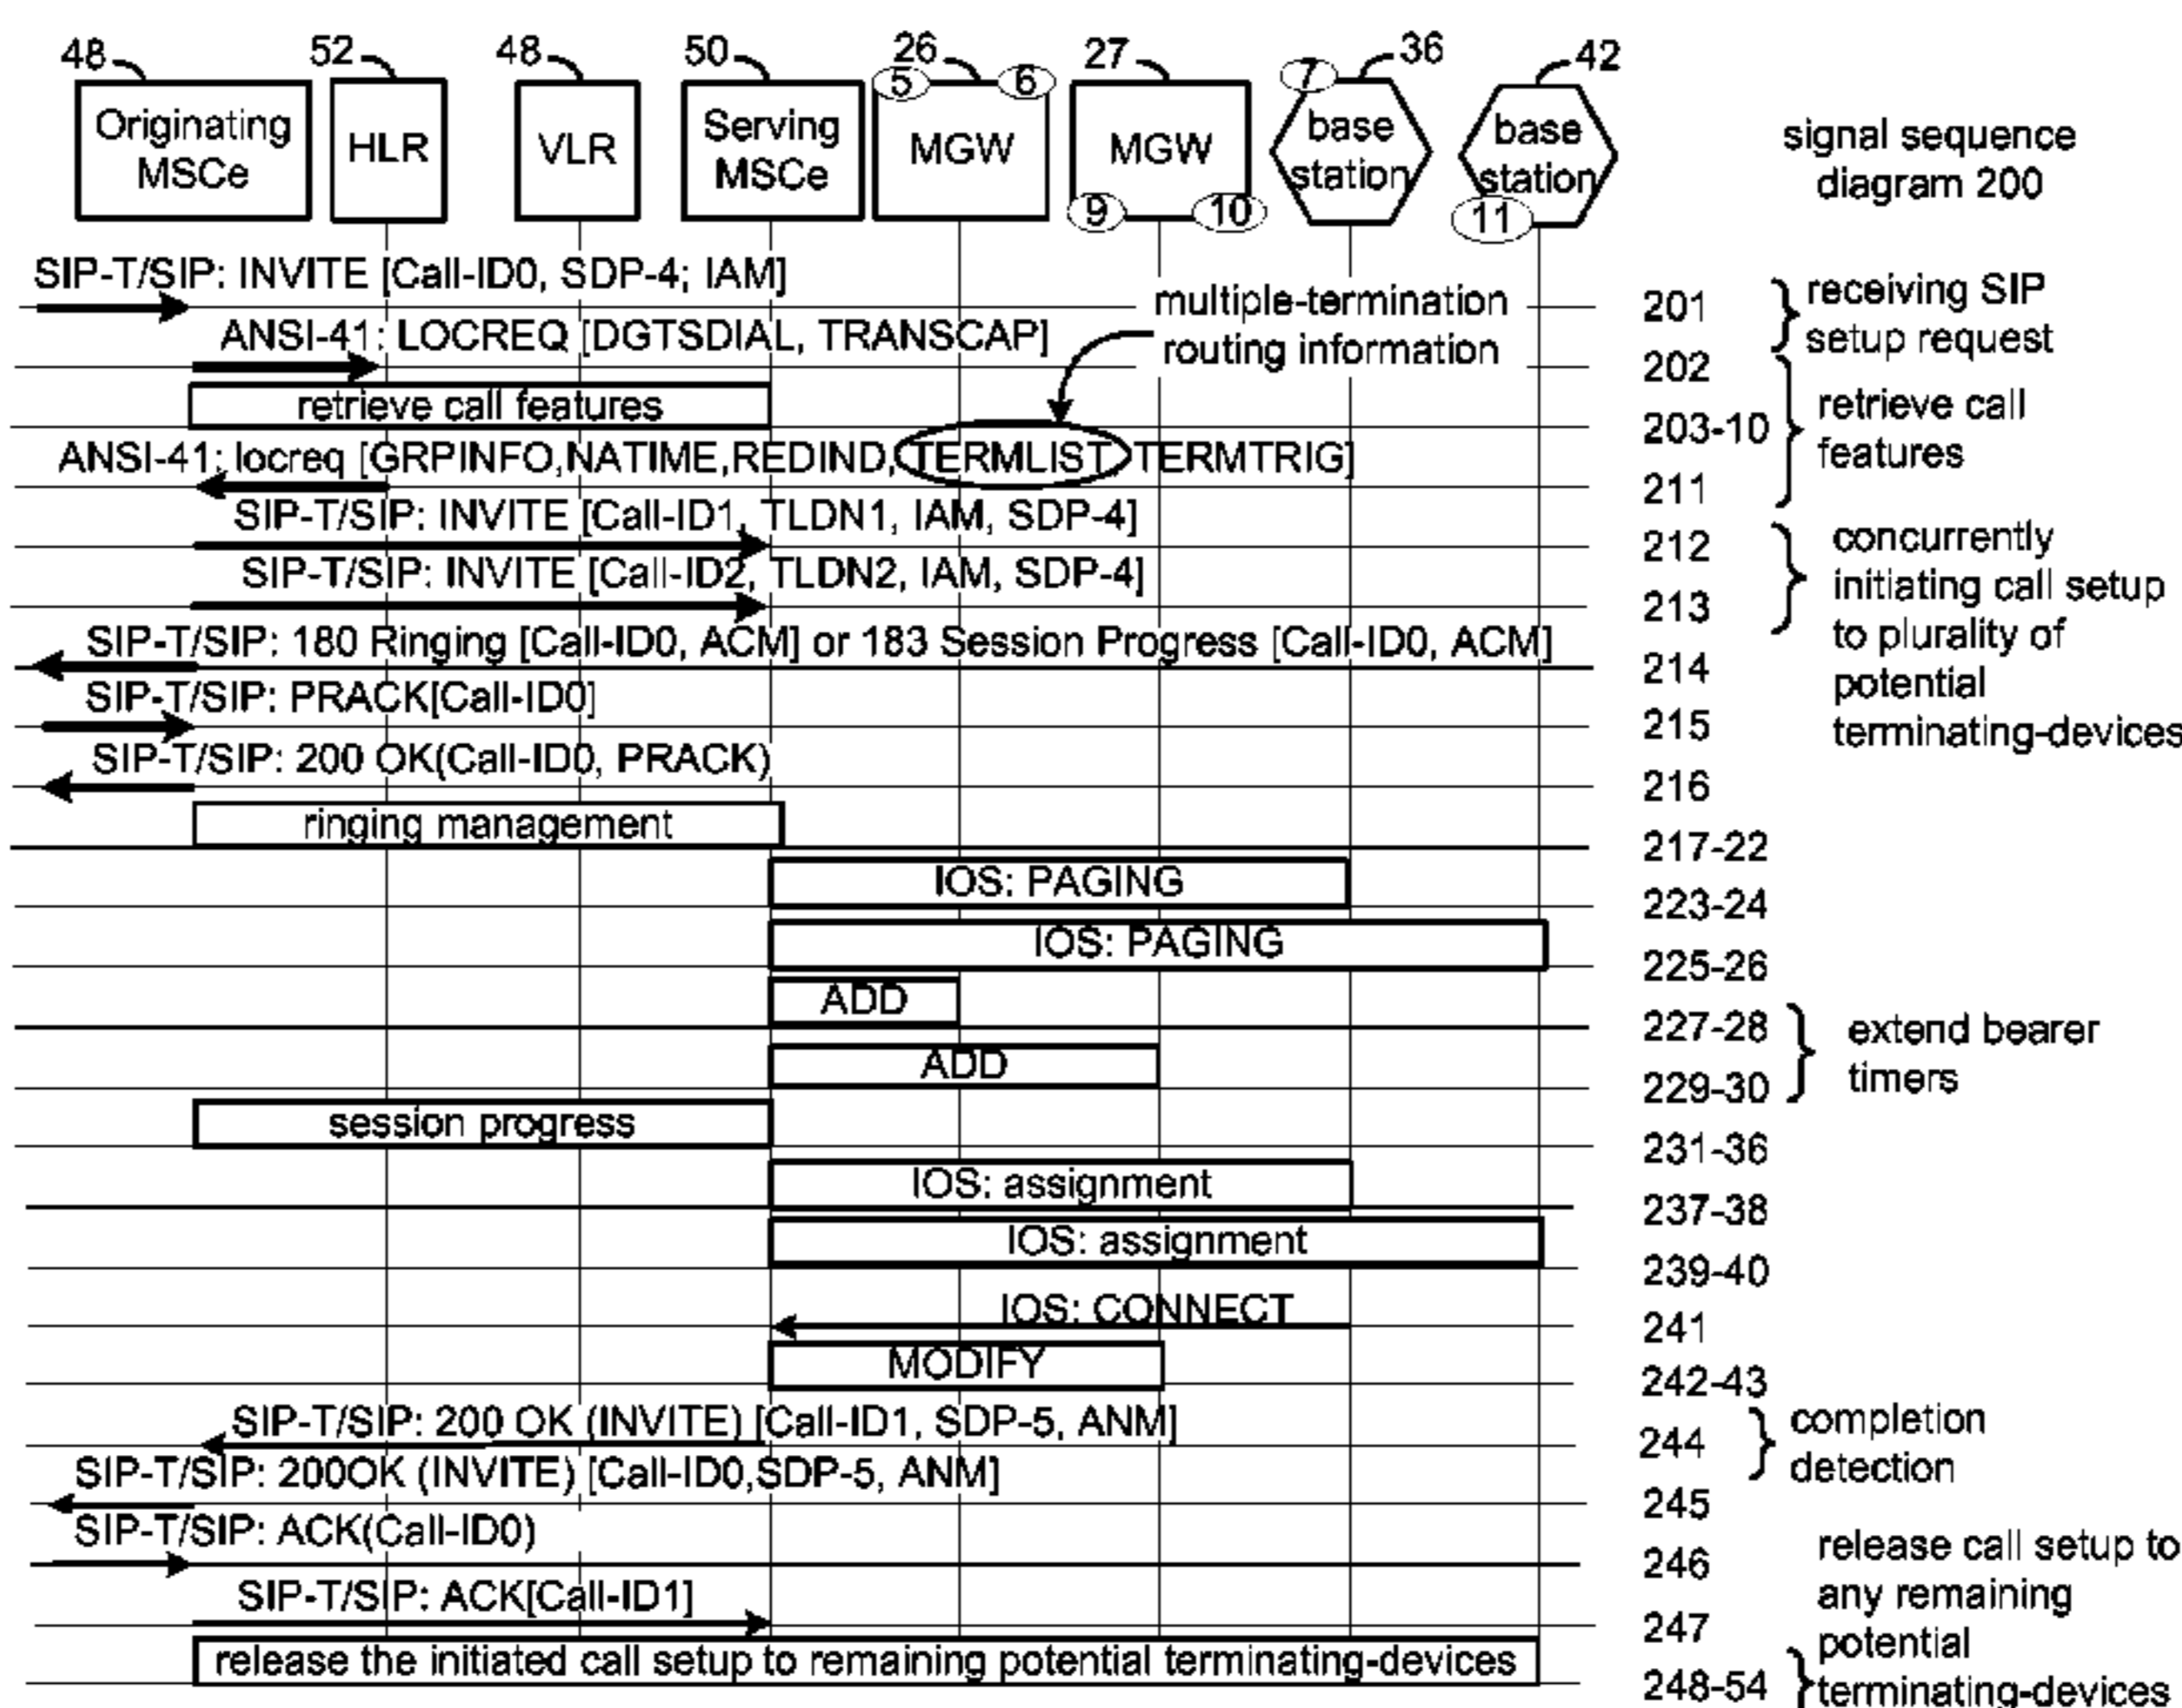 48 52 48 50 26 27 36 42
5 6 7
Originating MSCe
HLR
VLR
Serving MSCe
MGW
MGW
base station
base station
9 10 11
signal sequence
diagram 200
SIP-T/SIP: INVITE [Call-ID0, SDP-4; IAM]
201
receiving SIP
setup request
multiple-termination
routing information
ANSI-41: LOCREQ [DGTSDIAL, TRANSCAP]
202
retrieve call features
203-10
retrieve call
features
ANSI-41: locreq [GRPINFO,NATIME,REDIND, TERMLIST TERMTRIG]
211
SIP-T/SIP: INVITE [Call-ID1, TLDN1, IAM, SDP-4]
212
SIP-T/SIP: INVITE [Call-ID2, TLDN2, IAM, SDP-4]
213
concurrently
initiating call setup
to plurality of
potential
terminating-devices
SIP-T/SIP: 180 Ringing [Call-ID0, ACM] or 183 Session Progress [Call-ID0, ACM]
214
SIP-T/SIP: PRACK[Call-ID0]
215
SIP-T/SIP: 200 OK(Call-ID0, PRACK)
216
ringing management
217-22
IOS: PAGING
223-24
IOS: PAGING
225-26
ADD
227-28
ADD
229-30
extend bearer
timers
session progress
231-36
IOS: assignment
237-38
IOS: assignment
239-40
IOS: CONNECT
241
MODIFY
242-43
SIP-T/SIP: 200 OK (INVITE) [Call-ID1, SDP-5, ANM]
244
completion
detection
SIP-T/SIP: 200OK (INVITE) [Call-ID0,SDP-5, ANM]
245
SIP-T/SIP: ACK(Call-ID0)
246
SIP-T/SIP: ACK[Call-ID1]
247
release the initiated call setup to remaining potential terminating-devices
248-54
release call setup to
any remaining
potential
terminating-devices